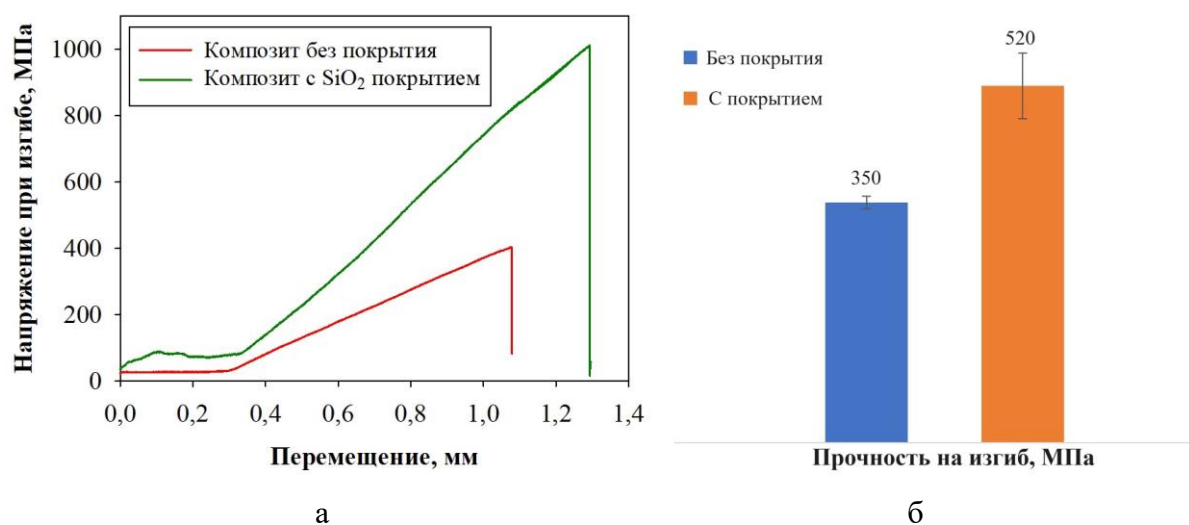 Напряжение при изгибе, МПа
1000
800
600
400
200
0
Композит без покрытия
Композит с SiO₂ покрытием
0,0 0,2 0,4 0,6 0,8 1,0 1,2 1,4
Перемещение, мм
а
Без покрытия
С покрытием
350
520
Прочность на изгиб, МПа
б